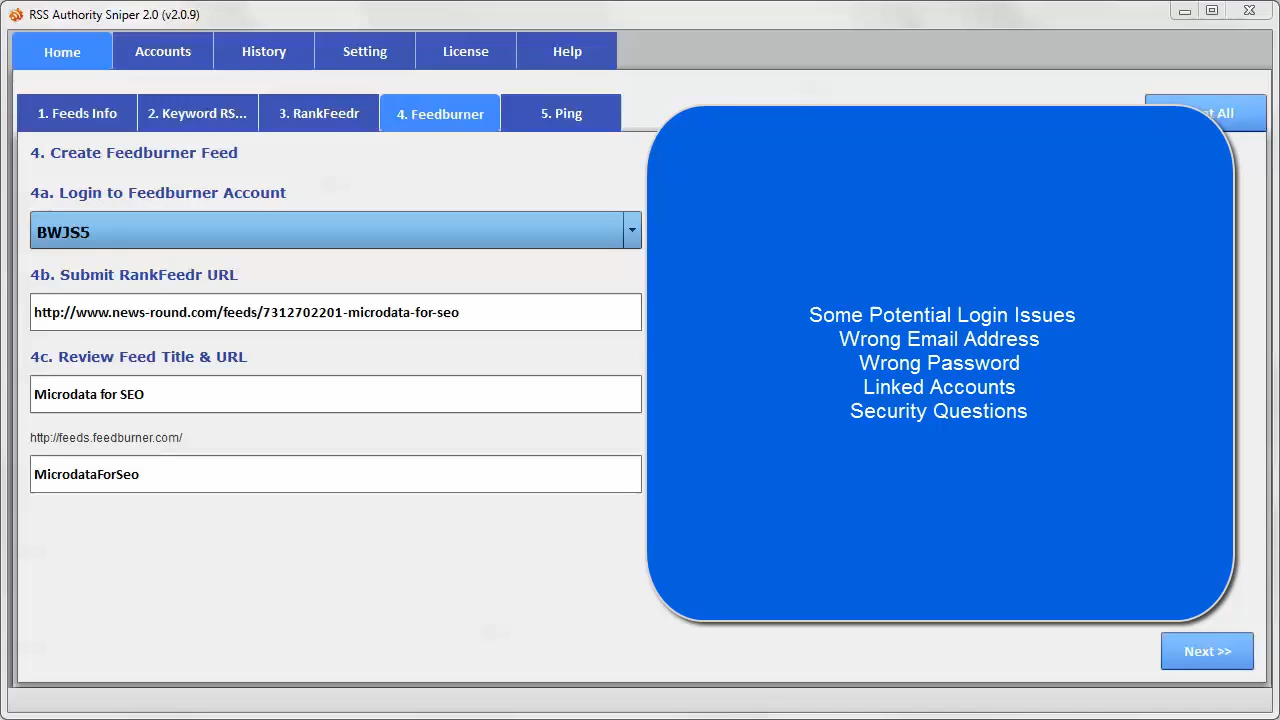 RSS Authority Sniper 2.0 (v2.0.9)
Home
Accounts
History
Setting
License
Help
1. Feeds Info
2. Keyword RS...
3. RankFeedr
4. Feedburner
5. Ping
All
4. Create Feedburner Feed
4a. Login to Feedburner Account
BWJS5
4b. Submit RankFeedr URL
http://www.news-round.com/feeds/7312702201-microdata-for-seo
4c. Review Feed Title & URL
Microdata for SEO
http://feeds.feedburner.com/
MicrodataForSeo
Some Potential Login Issues
Wrong Email Address
Wrong Password
Linked Accounts
Security Questions
Next >>